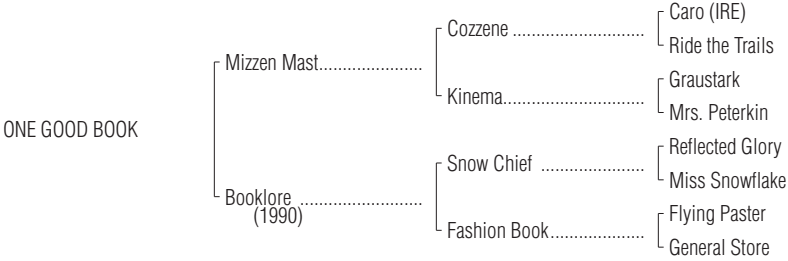 Caro (IRE)
Cozzene ............................
Ride the Trails
Mizzen Mast......................
Graustark
Kinema..............................
Mrs. Peterkin
ONE GOOD BOOK
Reflected Glory
Snow Chief ......................
Miss Snowflake
Booklore ..........................
(1990)
Flying Paster
Fashion Book....................
General Store